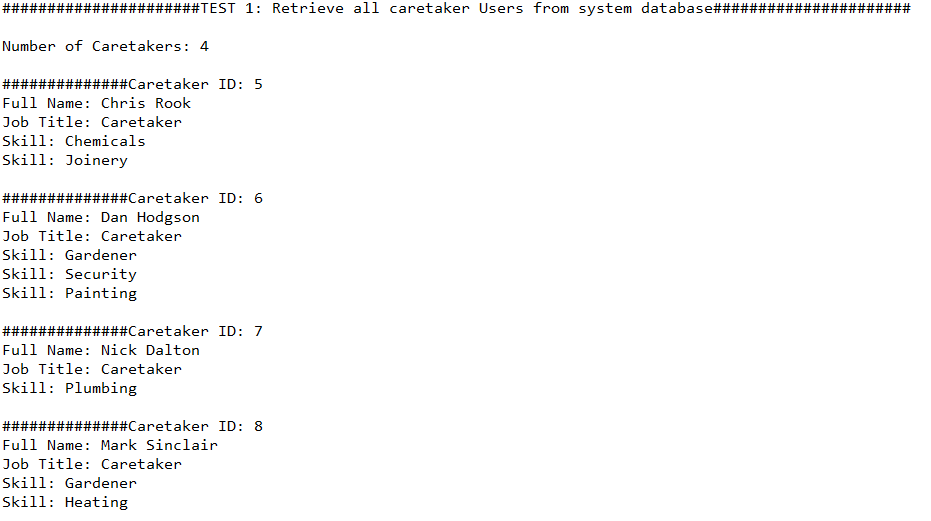 ######################TEST 1: Retrieve all caretaker Users from system database######################
Number of Caretakers: 4
##############Caretaker ID: 5
Full Name: Chris Rook
Job Title: Caretaker
Skill: Chemicals
Skill: Joinery
##############Caretaker ID: 6
Full Name: Dan Hodgson
Job Title: Caretaker
Skill: Gardener
Skill: Security
Skill: Painting
##############Caretaker ID: 7
Full Name: Nick Dalton
Job Title: Caretaker
Skill: Plumbing
##############Caretaker ID: 8
Full Name: Mark Sinclair
Job Title: Caretaker
Skill: Gardener
Skill: Heating